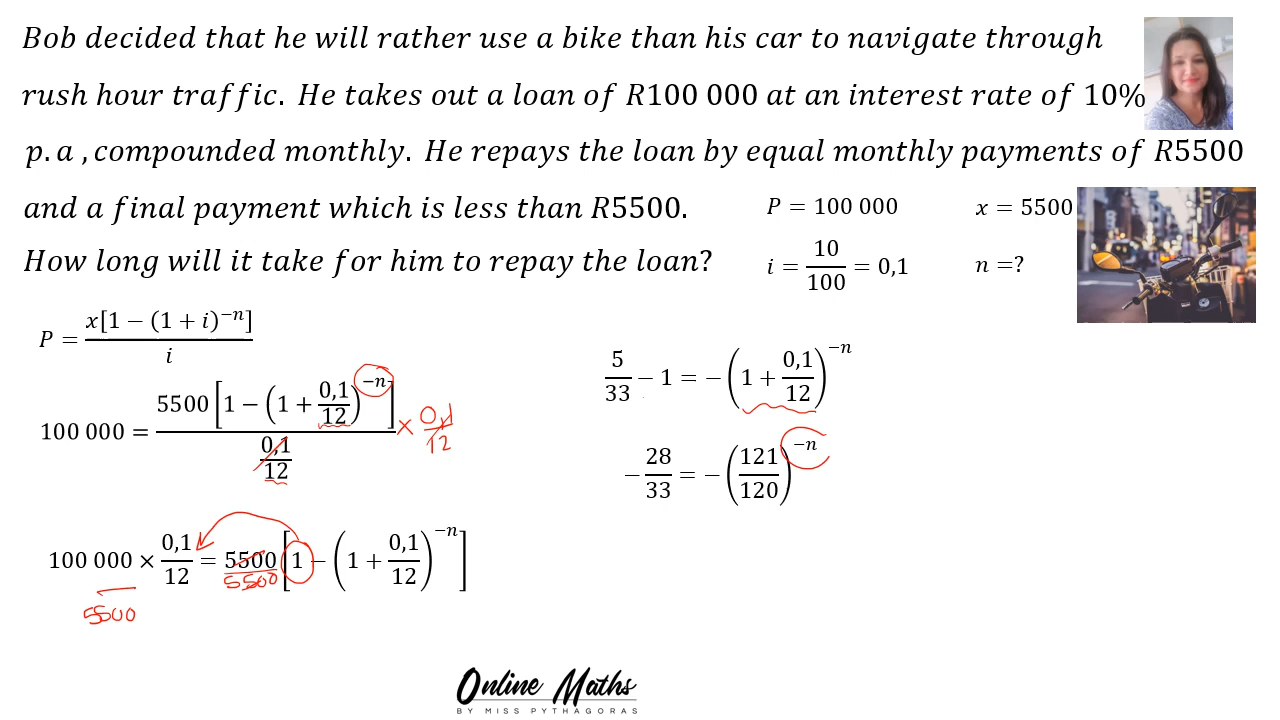 Bob decided that he will rather use a bike than his car to navigate through
rush hour traffic. He takes out a loan of R100 000 at an interest rate of 10%
p.a ,compounded monthly. He repays the loan by equal monthly payments of R5500
and a final payment which is less than R5500.
How long will it take for him to repay the loan?
P = 100 000
x = 5500
i = 10/100 = 0,1
n =?
P = x[1 − (1 + i)^−n] / i
100 000 = 5500 [1 − (1 + 0,1/12)^−n] / (0,1/12)
× 0,1/12
100 000 × 0,1/12 = 5500 [1 − (1 + 0,1/12)^−n]
5500
5500
5/33 − 1 = −(1 + 0,1/12)^−n
−28/33 = −(121/120)^−n
Online Maths
BY MISS PYTHAGORAS